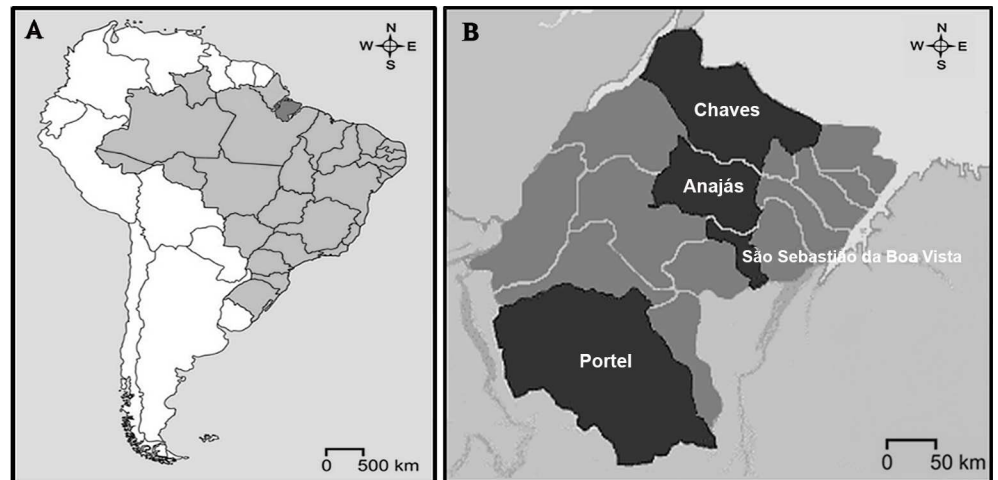 A
N
W E
S
0 500 km
B
N
W E
S
Chaves
Anajás
São Sebastião da Boa Vista
Portel
0 50 km